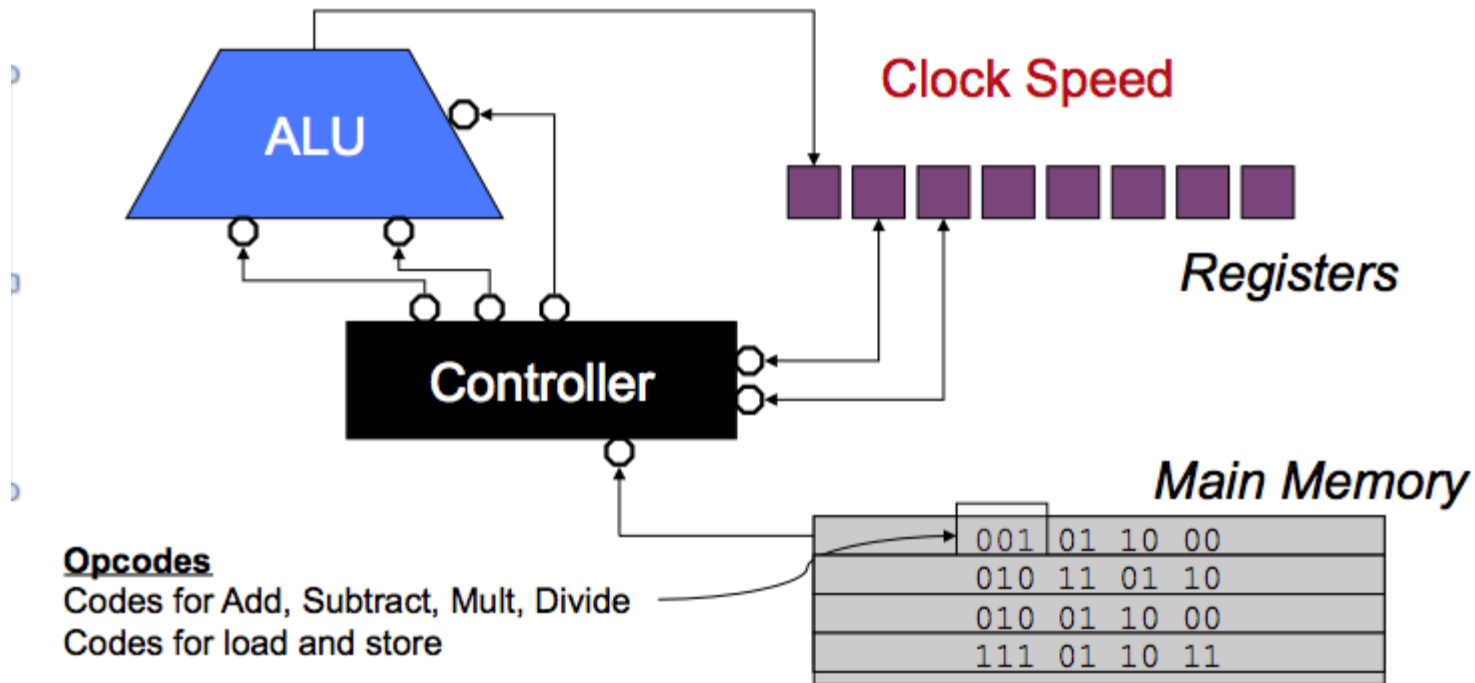 ALU
Clock Speed
Registers
Controller
Main Memory
001 01 10 00
010 11 01 10
010 01 10 00
111 01 10 11
Opcodes
Codes for Add, Subtract, Mult, Divide
Codes for load and store